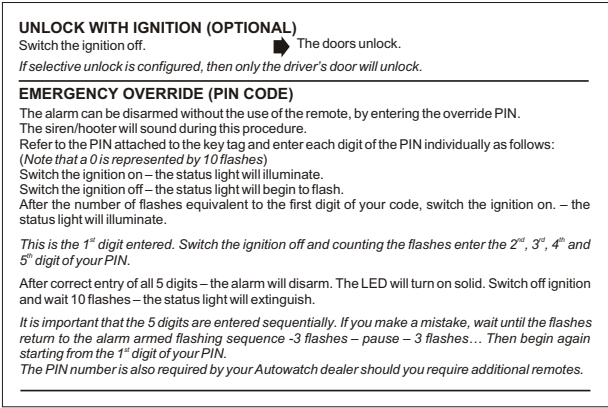 UNLOCK WITH IGNITION (OPTIONAL)
Switch the ignition off. The doors unlock.
If selective unlock is configured, then only the driver's door will unlock.
EMERGENCY OVERRIDE (PIN CODE)
The alarm can be disarmed without the use of the remote, by entering the override PIN.
The siren/hooter will sound during this procedure.
Refer to the PIN attached to the key tag and enter each digit of the PIN individually as follows:
(Note that a 0 is represented by 10 flashes)
Switch the ignition on – the status light will illuminate.
Switch the ignition off – the status light will begin to flash.
After the number of flashes equivalent to the first digit of your code, switch the ignition on. – the
status light will illuminate.
This is the 1st digit entered. Switch the ignition off and counting the flashes enter the 2nd, 3rd, 4th and
5th digit of your PIN.
After correct entry of all 5 digits – the alarm will disarm. The LED will turn on solid. Switch off ignition
and wait 10 flashes – the status light will extinguish.
It is important that the 5 digits are entered sequentially. If you make a mistake, wait until the flashes
return to the alarm armed flashing sequence -3 flashes – pause – 3 flashes... Then begin again
starting from the 1st digit of your PIN.
The PIN number is also required by your Autowatch dealer should you require additional remotes.